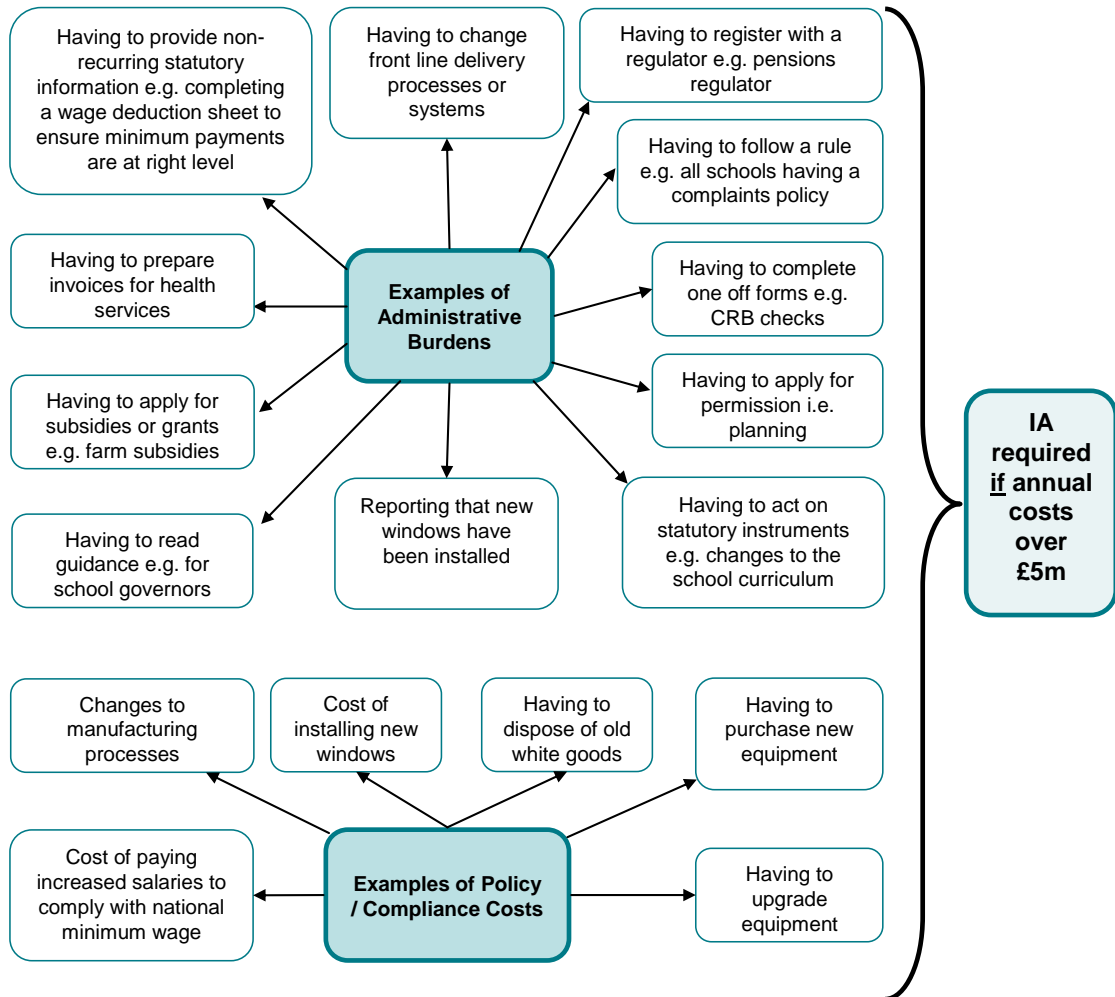 Having to provide non-
recurring statutory
information e.g. completing
a wage deduction sheet to
ensure minimum payments
are at right level
Having to change
front line delivery
processes or
systems
Having to register with a
regulator e.g. pensions
regulator
Having to follow a rule
e.g. all schools having a
complaints policy
Having to prepare
invoices for health
services
Examples of
Administrative
Burdens
Having to complete
one off forms e.g.
CRB checks
Having to apply for
subsidies or grants
e.g. farm subsidies
Having to apply for
permission i.e.
planning
IA
required
if annual
costs
over
£5m
Having to read
guidance e.g. for
school governors
Reporting that new
windows have
been installed
Having to act on
statutory instruments
e.g. changes to the
school curriculum
Changes to
manufacturing
processes
Cost of
installing new
windows
Having to
dispose of old
white goods
Having to
purchase new
equipment
Cost of paying
increased salaries to
comply with national
minimum wage
Examples of Policy
/ Compliance Costs
Having to
upgrade
equipment